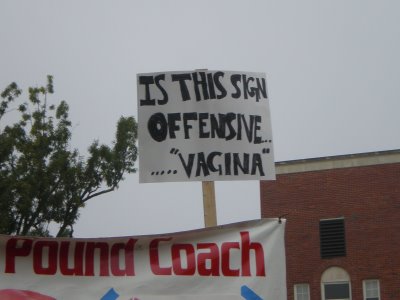 IS THIS SIGN
OFFENSIVE...
....."VAGINA"
Pound Coach